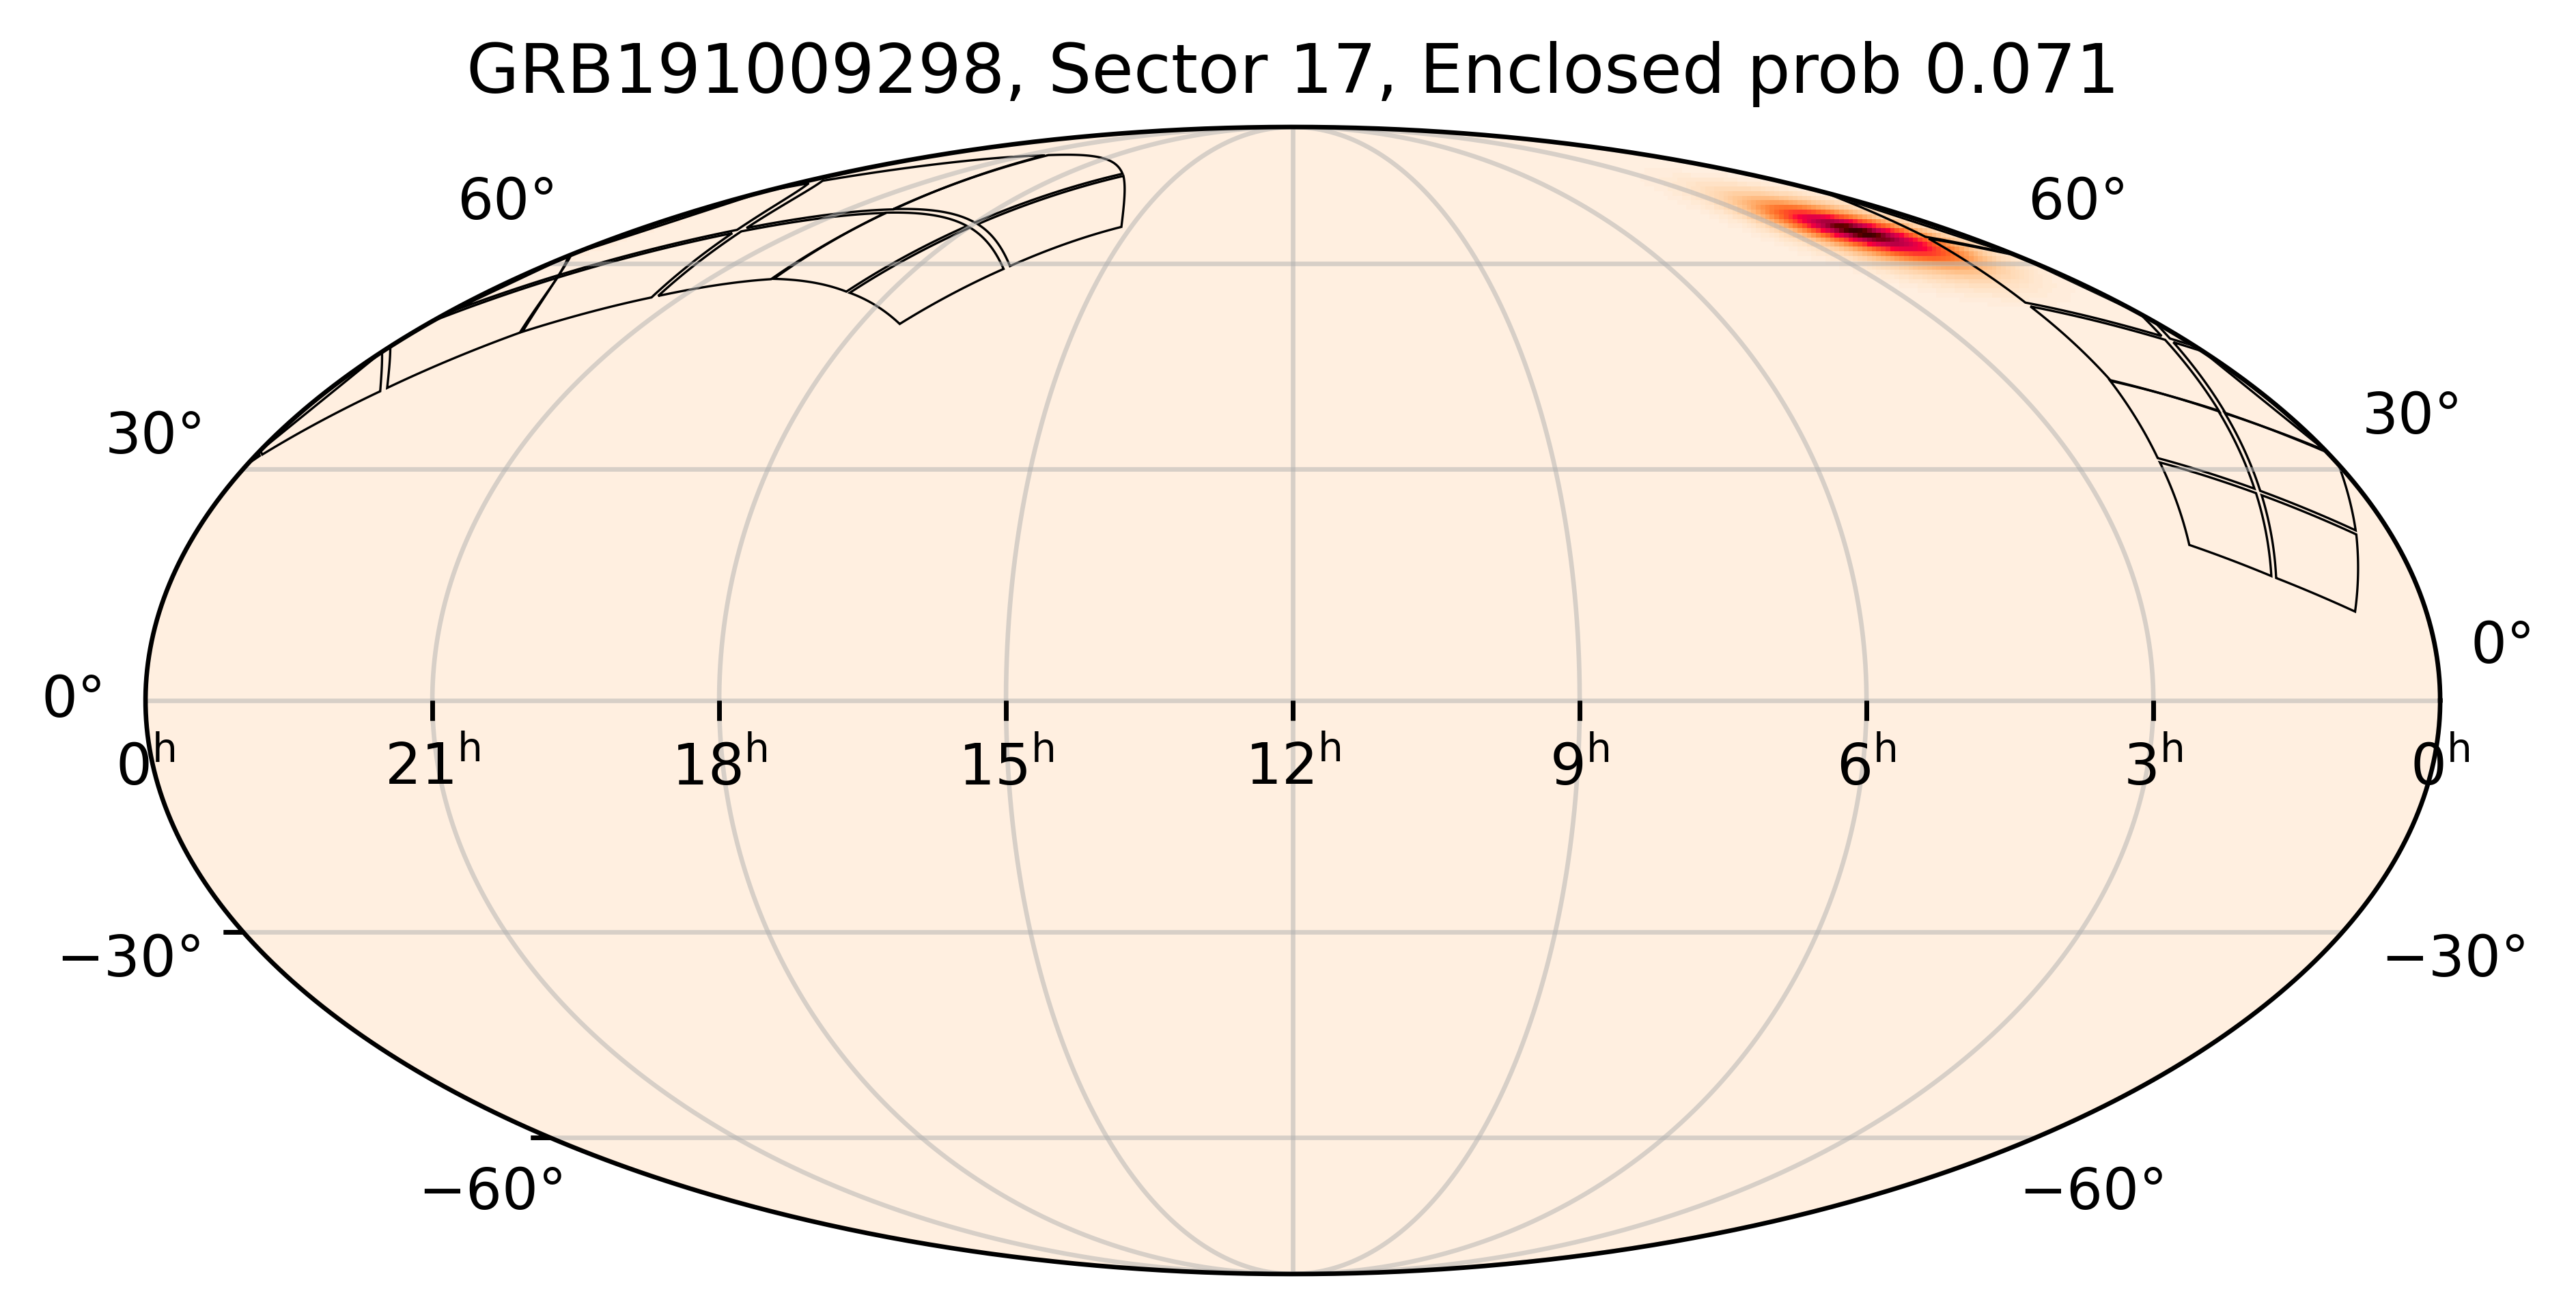 GRB191009298, Sector 17, Enclosed prob 0.071
60° 60°
30° 30°
0° 0°
0ʰ 21ʰ 18ʰ 15ʰ 12ʰ 9ʰ 6ʰ 3ʰ 0ʰ
−30° −30°
−60° −60°